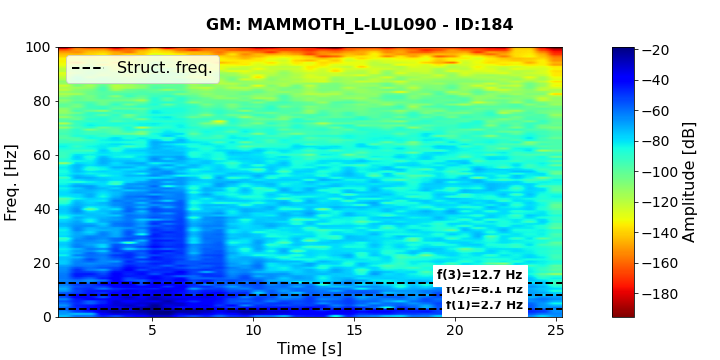 GM: MAMMOTH_L-LUL090 - ID:184
100
80
60
40
20
0
Freq. [Hz]
Struct. freq.
f(3)=12.7 Hz
f(2)=8.1 Hz
f(1)=2.7 Hz
5
10
15
20
25
Time [s]
−20
−40
−60
−80
−100
−120
−140
−160
−180
Amplitude [dB]